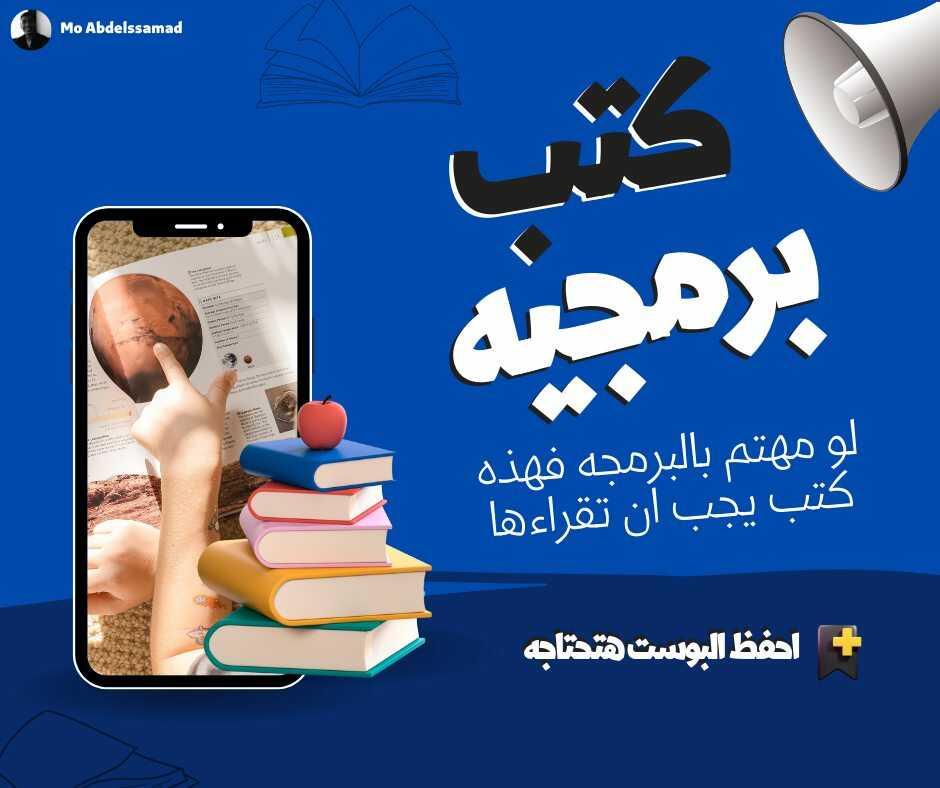 Mo Abdelssamad
كتب
برمجيه
لو مهتم بالبرمجه فهذه
كتب يجب ان تقراءها
احفظ البوست هتحتاجه